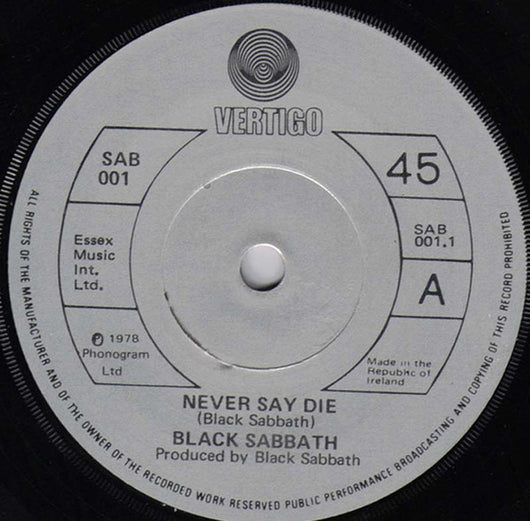 VERTIGO
SAB
001
45
Essex
Music
Int.
Ltd.
SAB
001.1
A
℗ 1978
Phonogram
Ltd
Made in the
Republic of
Ireland
NEVER SAY DIE
(Black Sabbath)
BLACK SABBATH
Produced by Black Sabbath
ALL RIGHTS OF THE MANUFACTURER AND OF THE OWNER OF THE RECORDED WORK RESERVED PUBLIC PERFORMANCE BROADCASTING AND COPYING OF THIS RECORD PROHIBITED